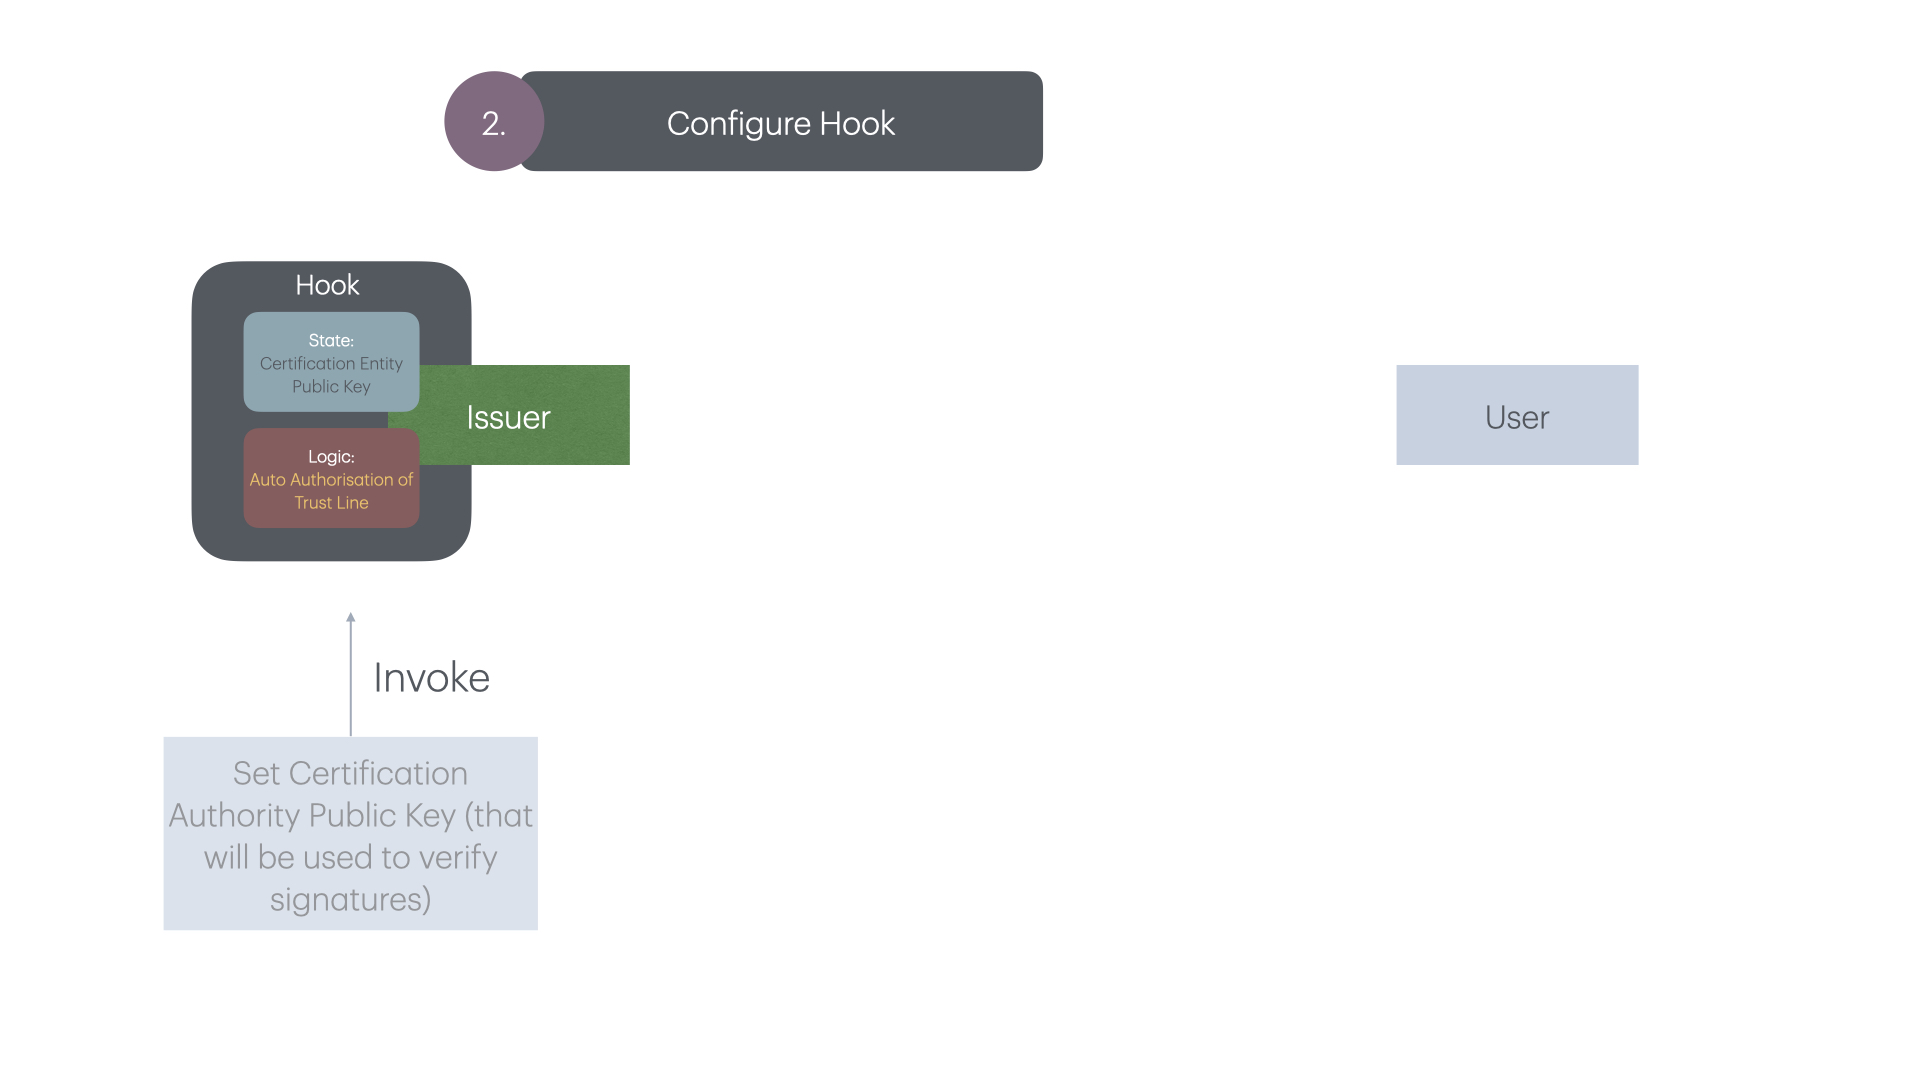 2.
Configure Hook
Hook
State:
Certification Entity
Public Key
Issuer
User
Logic:
Auto Authorisation of
Trust Line
Invoke
Set Certification
Authority Public Key (that
will be used to verify
signatures)